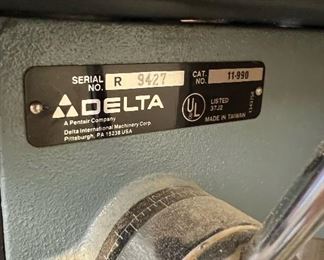 SERIAL NO. R 9427 CAT. NO. 11-990
DELTA
A Pentair Company
Delta International Machinery Corp.
Pittsburgh, PA 15238 USA
UL
LISTED
37J2
MADE IN TAIWAN